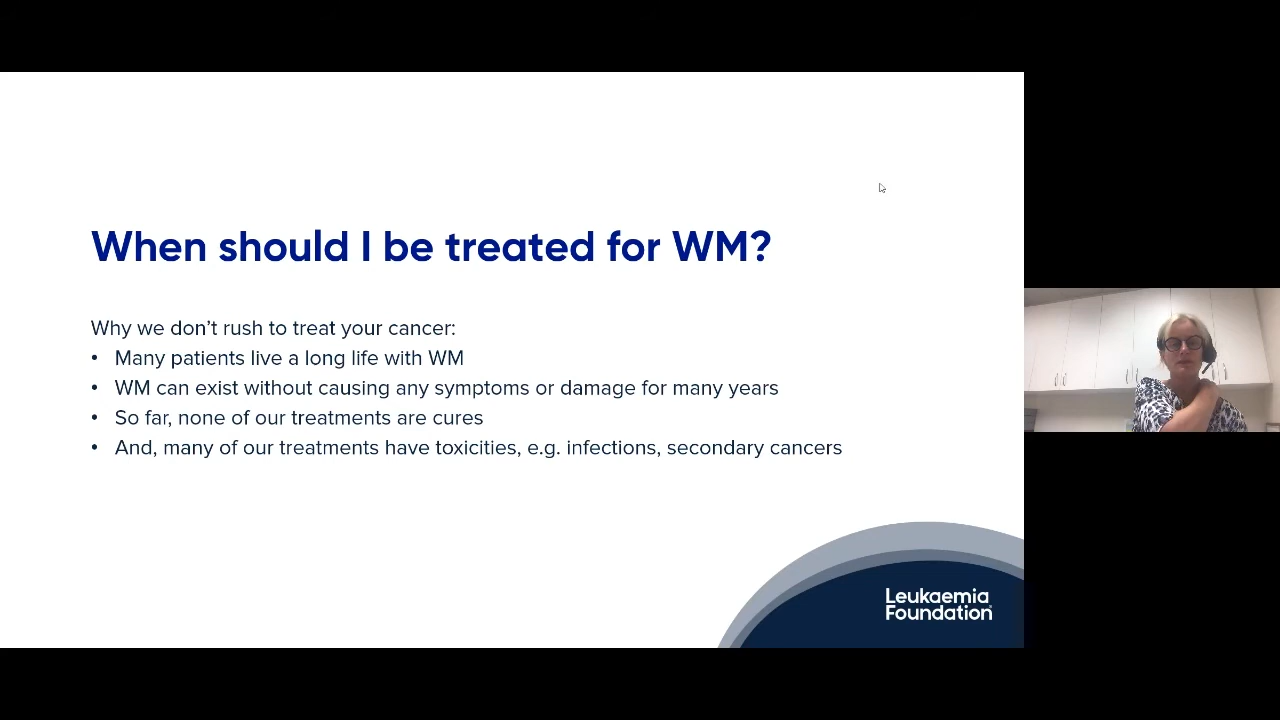 When should I be treated for WM?
Why we don’t rush to treat your cancer:
• Many patients live a long life with WM
• WM can exist without causing any symptoms or damage for many years
• So far, none of our treatments are cures
• And, many of our treatments have toxicities, e.g. infections, secondary cancers
Leukaemia
Foundation